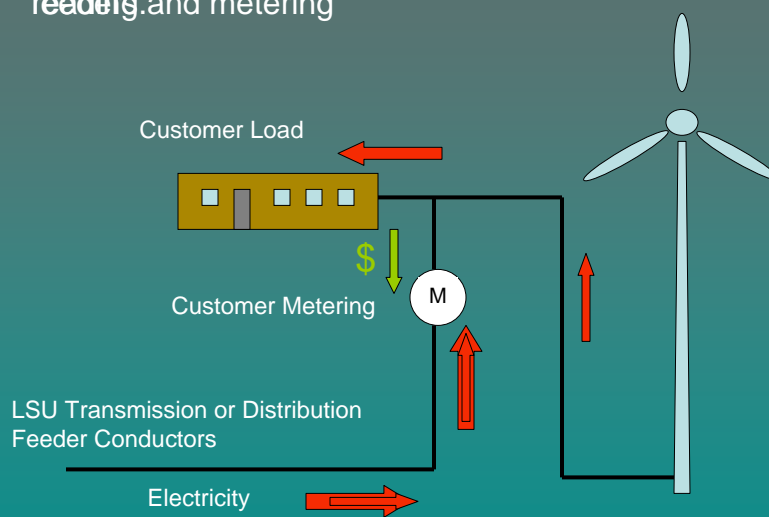 and metering
Customer Load
$
Customer Metering
M
LSU Transmission or Distribution
Feeder Conductors
Electricity